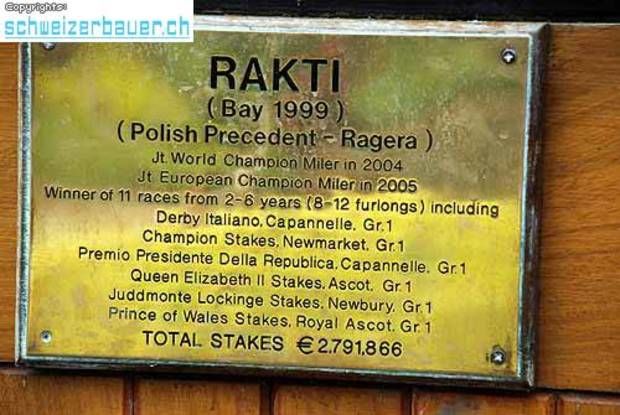 Copyrights:
schweizerbauer.ch
RAKTI
(Bay 1999)
(Polish Precedent - Ragera)
Jt. World Champion Miler in 2004
Jt European Champion Miler in 2005
Winner of 11 races from 2-6 years (8-12 furlongs) including
Derby Italiano, Capannelle. Gr.1
Champion Stakes, Newmarket. Gr.1
Premio Presidente Della Republica, Capannelle. Gr.1
Queen Elizabeth II Stakes, Ascot. Gr.1
Juddmonte Lockinge Stakes, Newbury. Gr.1
Prince of Wales Stakes, Royal Ascot. Gr.1
TOTAL STAKES €2,791,866